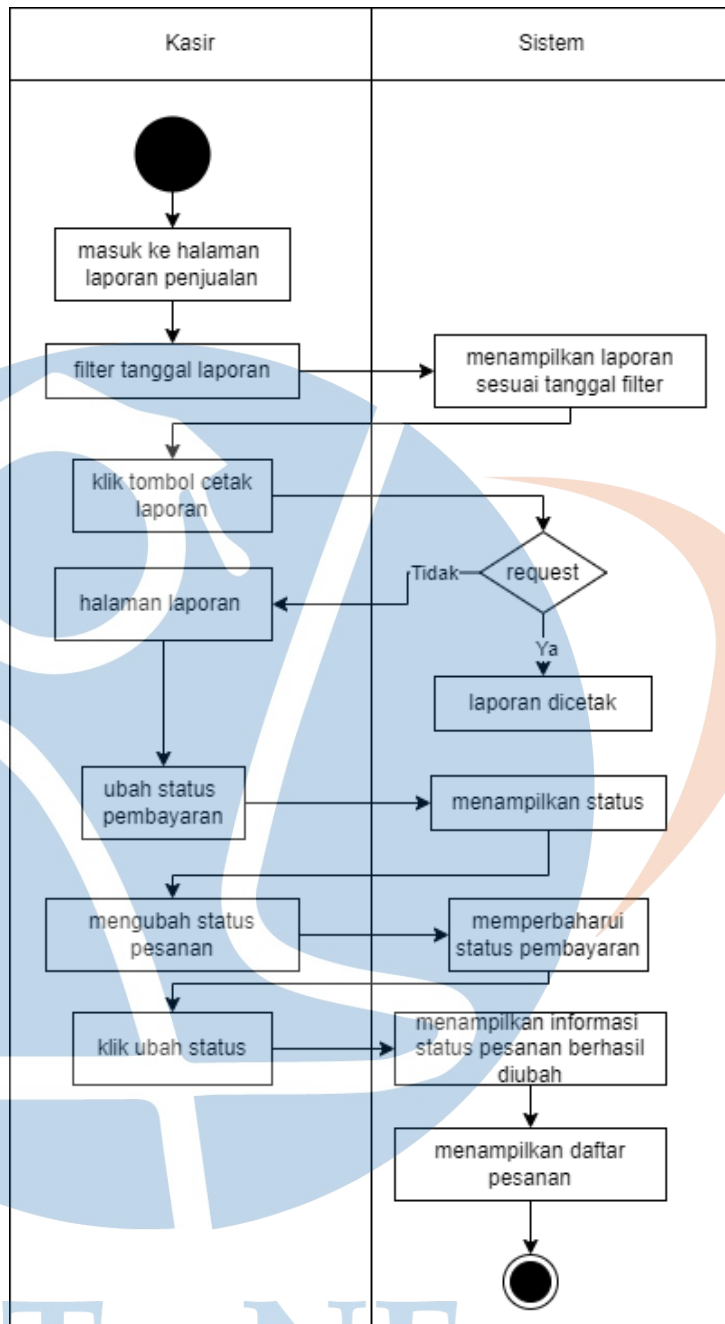 Kasir
Sistem
masuk ke halaman
laporan penjualan
filter tanggal laporan
menampilkan laporan
sesuai tanggal filter
klik tombol cetak
laporan
request
Tidak
halaman laporan
Ya
laporan dicetak
ubah status
pembayaran
menampilkan status
mengubah status
pesanan
memperbaharui
status pembayaran
klik ubah status
menampilkan informasi
status pesanan berhasil
diubah
menampilkan daftar
pesanan